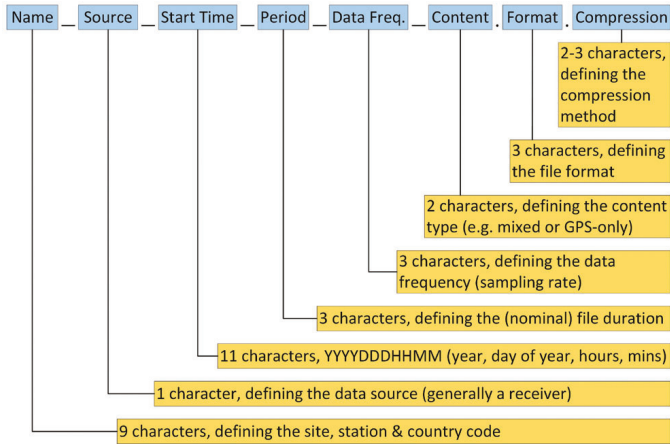 Name _ Source _ Start Time _ Period _ Data Freq. _ Content . Format . Compression
2-3 characters,
defining the
compression
method
3 characters, defining
the file format
2 characters, defining the content
type (e.g. mixed or GPS-only)
3 characters, defining the data
frequency (sampling rate)
3 characters, defining the (nominal) file duration
11 characters, YYYYDDDHHMM (year, day of year, hours, mins)
1 character, defining the data source (generally a receiver)
9 characters, defining the site, station & country code